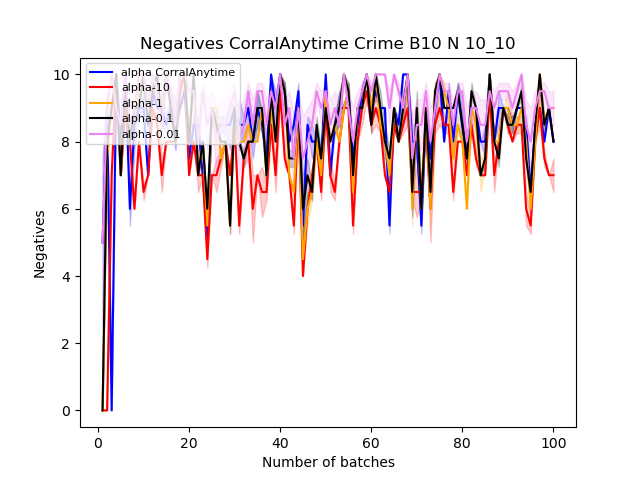 Negatives CorralAnytime Crime B10 N 10_10
alpha CorralAnytime
alpha-10
alpha-1
alpha-0.1
alpha-0.01
10
8
6
4
2
0
Negatives
0 20 40 60 80 100
Number of batches